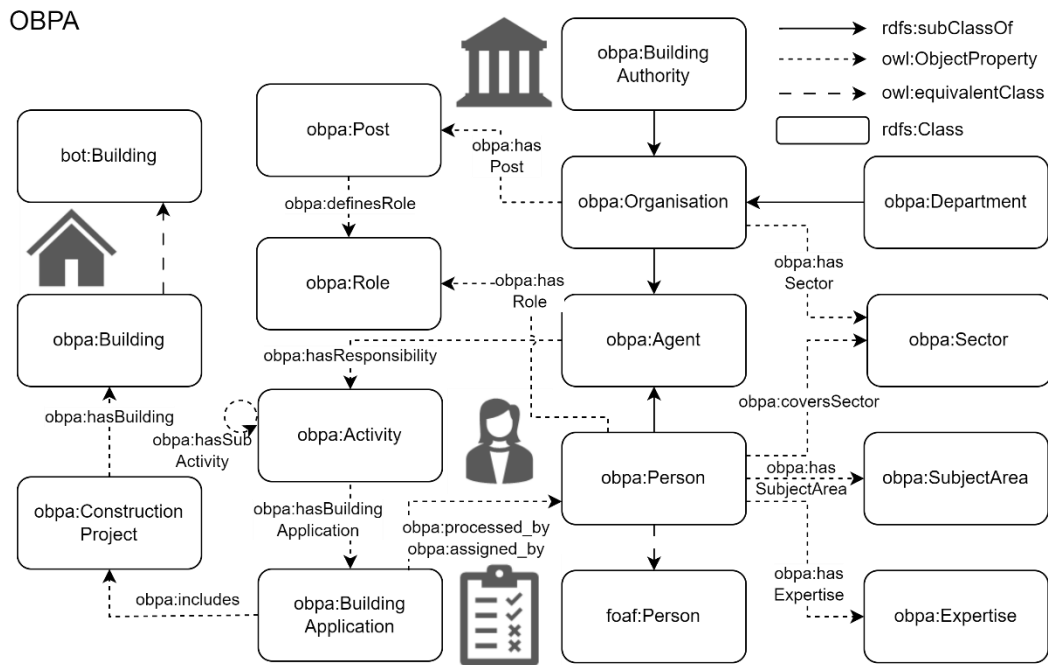 OBPA
obpa:Building
Authority
rdfs:subClassOf
owl:ObjectProperty
owl:equivalentClass
rdfs:Class
bot:Building
obpa:Post
obpa:has
Post
obpa:Organisation
obpa:Department
obpa:definesRole
obpa:Role
obpa:has
Role
obpa:has
Sector
obpa:Building
obpa:Agent
obpa:Sector
obpa:hasResponsibility
obpa:hasBuilding
obpa:hasSub
Activity
obpa:Activity
obpa:coversSector
obpa:Person
obpa:has
SubjectArea
obpa:SubjectArea
obpa:Construction
Project
obpa:hasBuilding
Application
obpa:processed_by
obpa:assigned_by
obpa:includes
obpa:Building
Application
foaf:Person
obpa:has
Expertise
obpa:Expertise